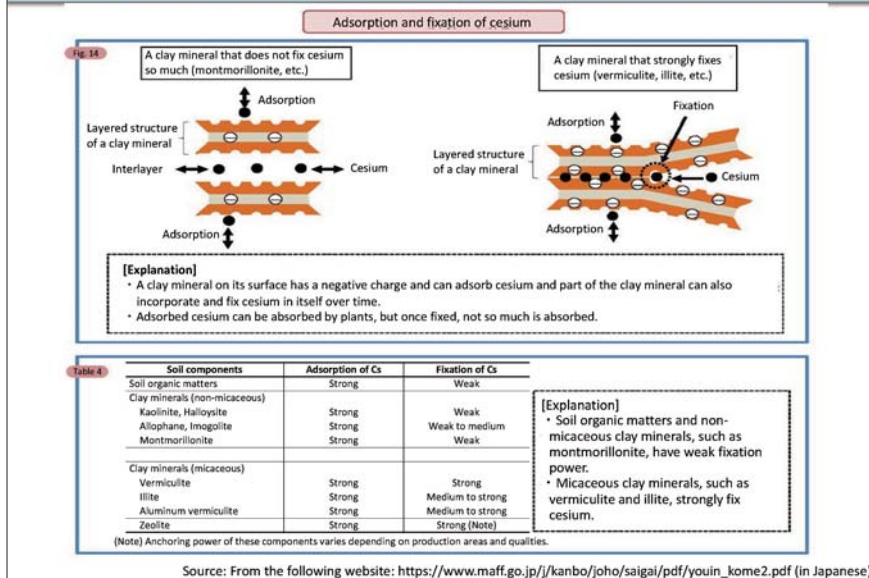 Adsorption and fixation of cesium
Fig. 14
A clay mineral that does not fix cesium
so much (montmorillonite, etc.)
Adsorption
Layered structure
of a clay mineral
Interlayer
Cesium
Adsorption
A clay mineral that strongly fixes
cesium (vermiculite, illite, etc.)
Fixation
Adsorption
Layered structure
of a clay mineral
Cesium
Adsorption
[Explanation]
・ A clay mineral on its surface has a negative charge and can adsorb cesium and part of the clay mineral can also
incorporate and fix cesium in itself over time.
・ Adsorbed cesium can be absorbed by plants, but once fixed, not so much is absorbed.
Table 4
Soil components Adsorption of Cs Fixation of Cs
Soil organic matters Strong Weak
Clay minerals (non-micaceous)
Kaolinite, Halloysite Strong Weak
Allophane, Imogolite Strong Weak to medium
Montmorillonite Strong Weak
Clay minerals (micaceous)
Vermiculite Strong Strong
Illite Strong Medium to strong
Aluminum vermiculite Strong Medium to strong
Zeolite Strong Strong (Note)
(Note) Anchoring power of these components varies depending on production areas and qualities.
[Explanation]
・ Soil organic matters and non-
micaceous clay minerals, such as
montmorillonite, have weak fixation
power.
・ Micaceous clay minerals, such as
vermiculite and illite, strongly fix
cesium.
Source: From the following website: https://www.maff.go.jp/j/kanbo/joho/saigai/pdf/youin_kome2.pdf (in Japanese)